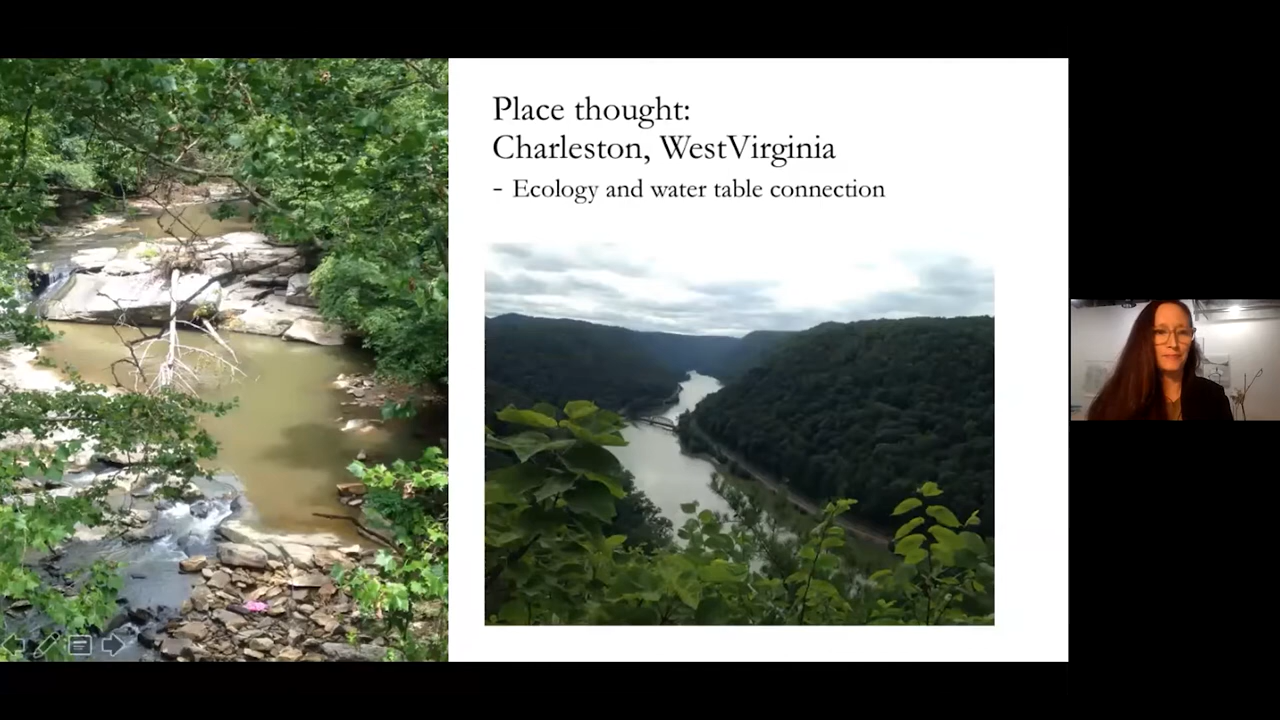 Place thought:
Charleston, WestVirginia
- Ecology and water table connection